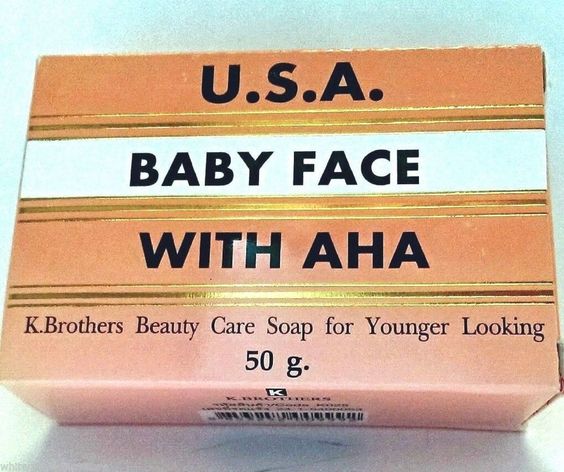 U.S.A.
BABY FACE
WITH AHA
K.Brothers Beauty Care Soap for Younger Looking
50 g.
K
K.BROTHERS